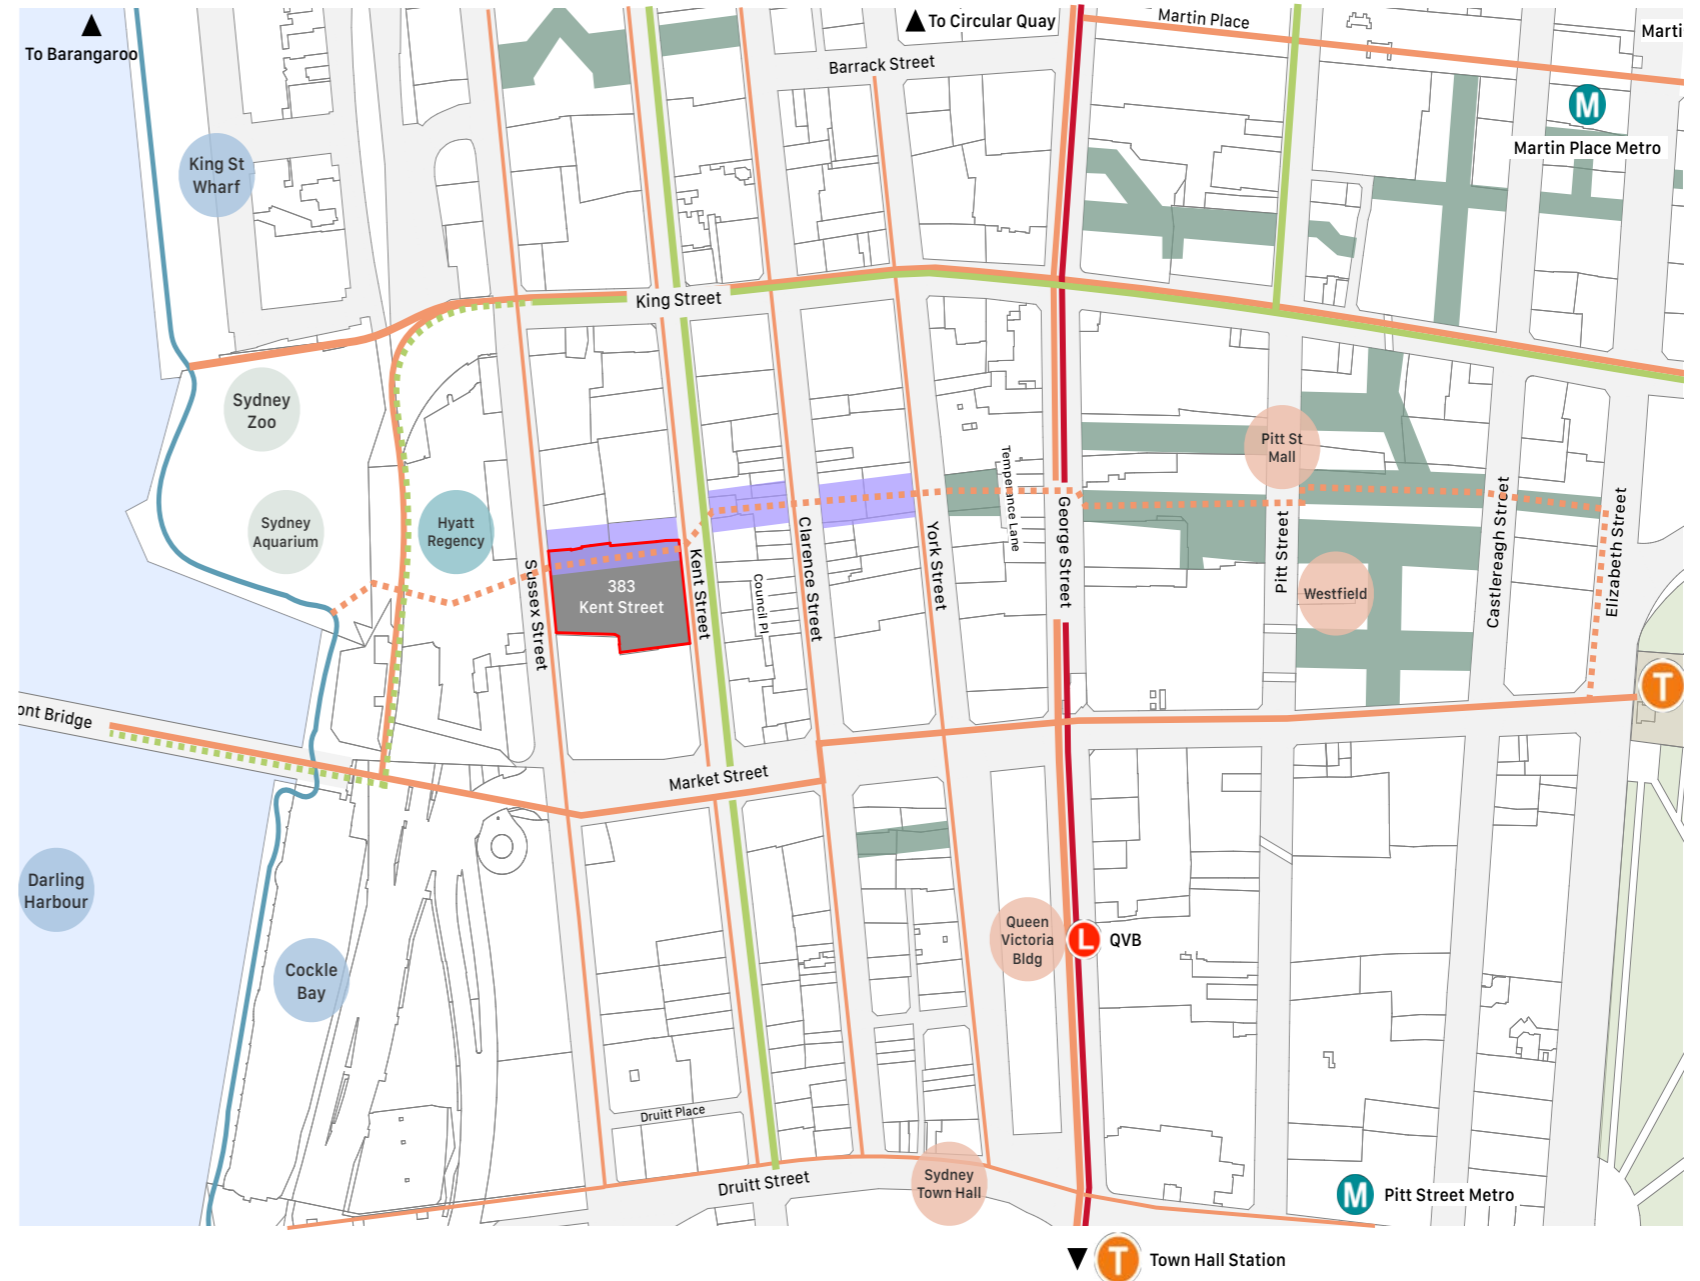 To Barangaroo
To Circular Quay
Martin Place
Marti
Barrack Street
M
Martin Place Metro
King St
Wharf
King Street
Sydney
Zoo
Pitt St
Mall
Temperance Lane
Sydney
Aquarium
Hyatt
Regency
Sussex Street
383
Kent Street
Kent Street
Council Pl
Clarence Street
York Street
George Street
Pitt Street
Westfield
Castlereagh Street
Elizabeth Street
T
ont Bridge
Market Street
Darling
Harbour
Cockle
Bay
Queen
Victoria
Bldg
L
QVB
Druitt Place
Druitt Street
Sydney
Town Hall
M
Pitt Street Metro
T
Town Hall Station